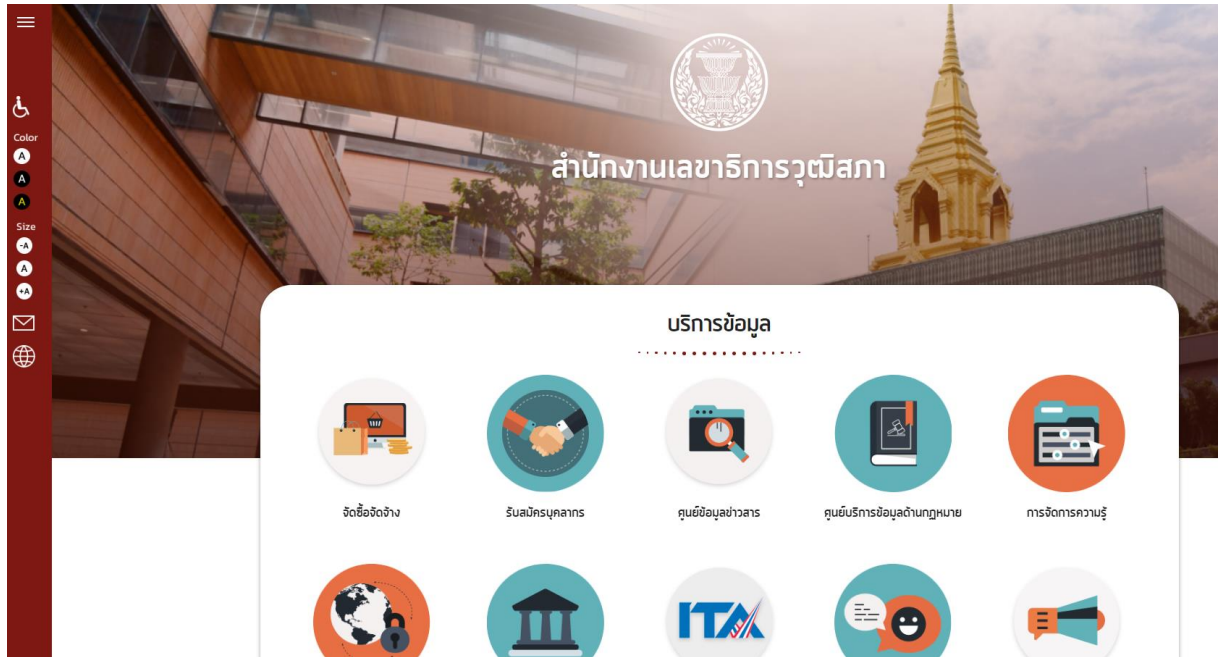 สำนักงานเลขาธิการวุฒิสภา
Color
A
A
A
Size
-A
A
+A
บริการข้อมูล
จัดซื้อจัดจ้าง
รับสมัครบุคลากร
ศูนย์ข้อมูลข่าวสาร
ศูนย์บริการข้อมูลด้านกฎหมาย
การจัดการความรู้
ITA